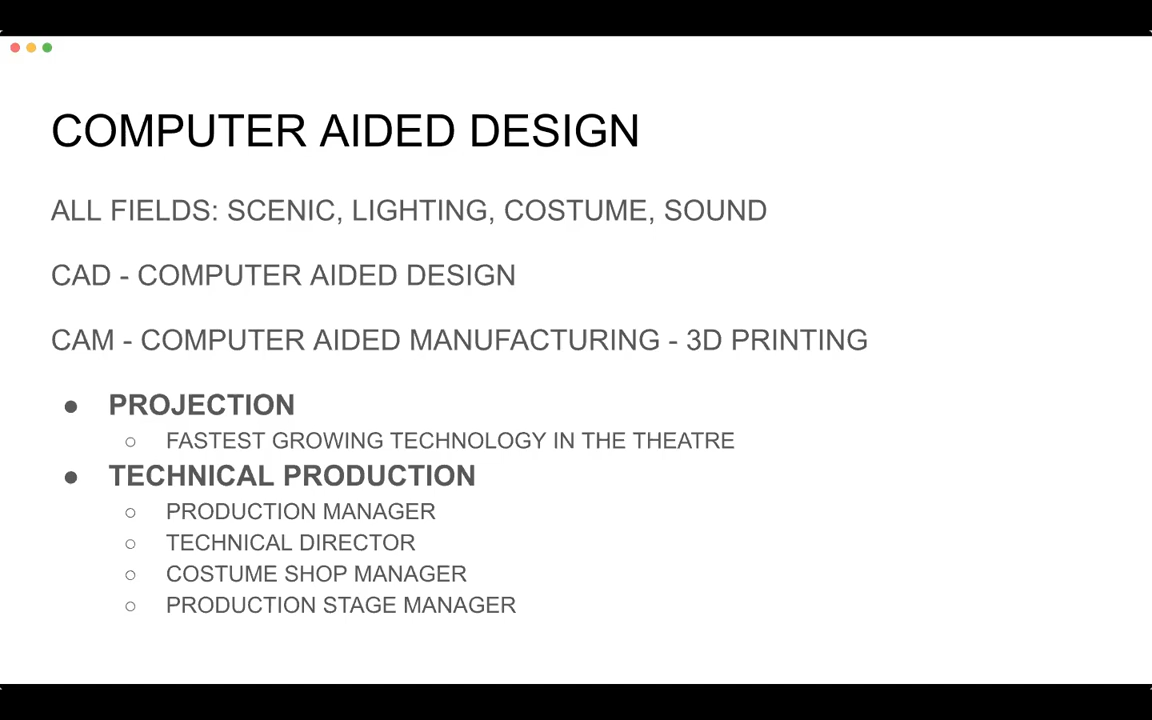 COMPUTER AIDED DESIGN
ALL FIELDS: SCENIC, LIGHTING, COSTUME, SOUND
CAD - COMPUTER AIDED DESIGN
CAM - COMPUTER AIDED MANUFACTURING - 3D PRINTING
● PROJECTION
○ FASTEST GROWING TECHNOLOGY IN THE THEATRE
● TECHNICAL PRODUCTION
○ PRODUCTION MANAGER
○ TECHNICAL DIRECTOR
○ COSTUME SHOP MANAGER
○ PRODUCTION STAGE MANAGER